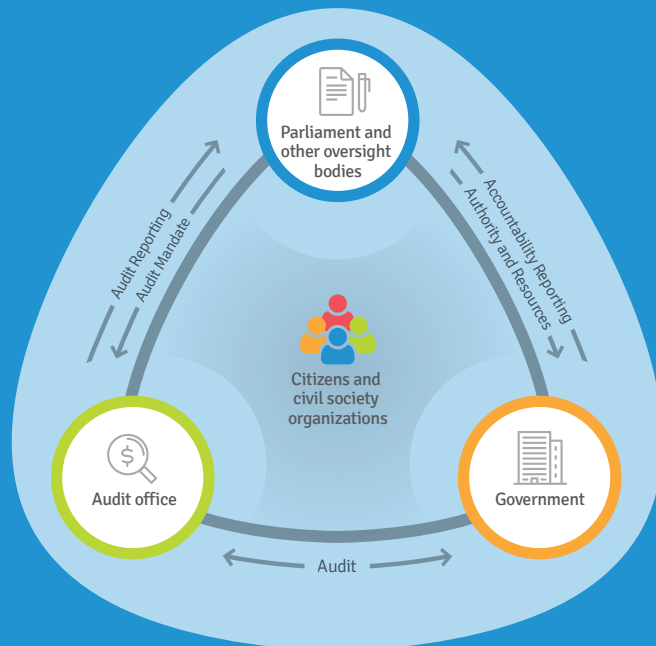 Parliament and
other oversight
bodies
Audit Reporting
Audit Mandate
Accountability Reporting
Authority and Resources
$
Citizens and
civil society
organizations
Audit office
Government
Audit